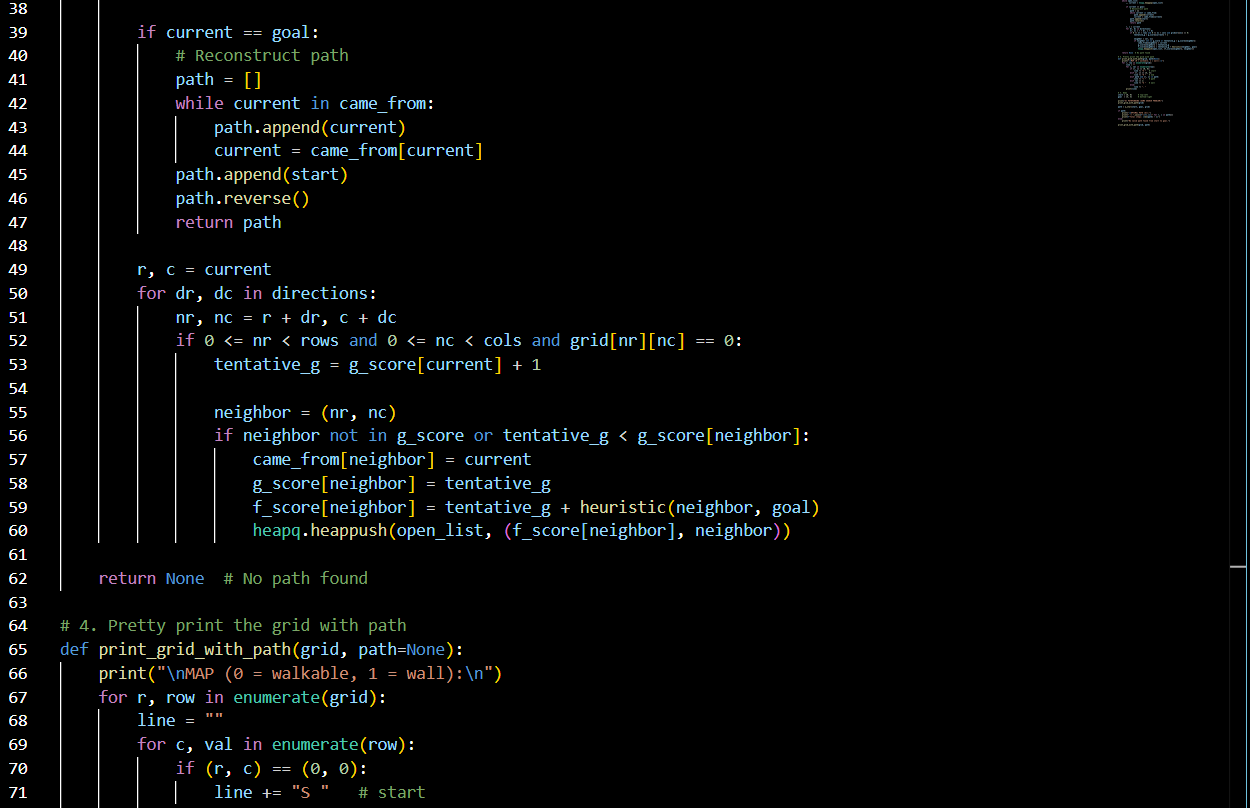 38
39         if current == goal:
40             # Reconstruct path
41             path = []
42             while current in came_from:
43                 path.append(current)
44                 current = came_from[current]
45             path.append(start)
46             path.reverse()
47             return path
48
49         r, c = current
50         for dr, dc in directions:
51             nr, nc = r + dr, c + dc
52             if 0 <= nr < rows and 0 <= nc < cols and grid[nr][nc] == 0:
53                 tentative_g = g_score[current] + 1
54
55                 neighbor = (nr, nc)
56                 if neighbor not in g_score or tentative_g < g_score[neighbor]:
57                     came_from[neighbor] = current
58                     g_score[neighbor] = tentative_g
59                     f_score[neighbor] = tentative_g + heuristic(neighbor, goal)
60                     heapq.heappush(open_list, (f_score[neighbor], neighbor))
61
62     return None  # No path found
63
64 # 4. Pretty print the grid with path
65 def print_grid_with_path(grid, path=None):
66     print("\nMAP (0 = walkable, 1 = wall):\n")
67     for r, row in enumerate(grid):
68         line = ""
69         for c, val in enumerate(row):
70             if (r, c) == (0, 0):
71                 line += "S "   # start